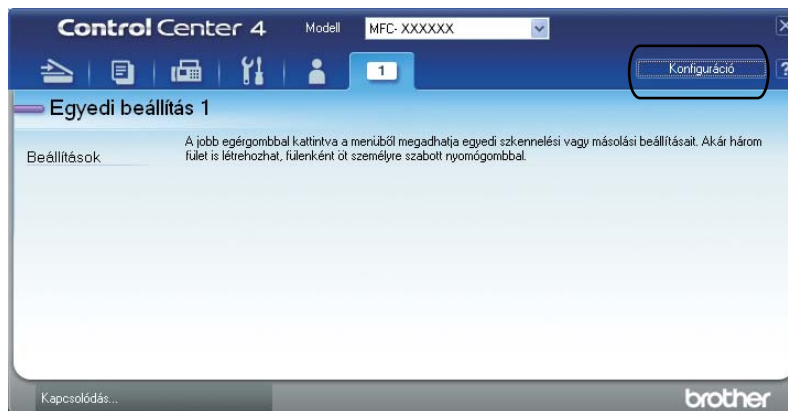 Control Center 4 Modell MFC- XXXXXX
1 Konfiguráció ?
Egyedi beállítás 1
Beállítások
A jobb egérgombbal kattintva a menüből megadhatja egyedi szkennelési vagy másolási beállításait. Akár három
fület is létrehozhat, fülenként öt személyre szabott nyomógombbal.
Kapcsolódás...
brother